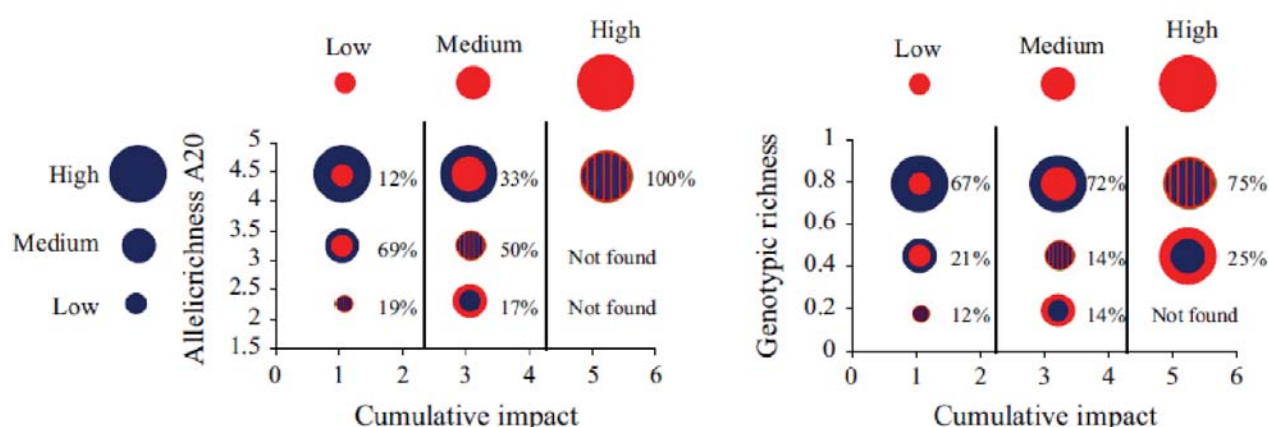 Low Medium High
High
Medium
Low
Allelicrichness A20
5
4.5
4
3.5
3
2.5
2
1.5
12% 33% 100%
69% 50% Not found
19% 17% Not found
0 1 2 3 4 5 6
Cumulative impact
Low Medium High
Genotypic richness
1
0.8
0.6
0.4
0.2
0
67% 72% 75%
21% 14% 25%
12% 14% Not found
0 1 2 3 4 5 6
Cumulative impact